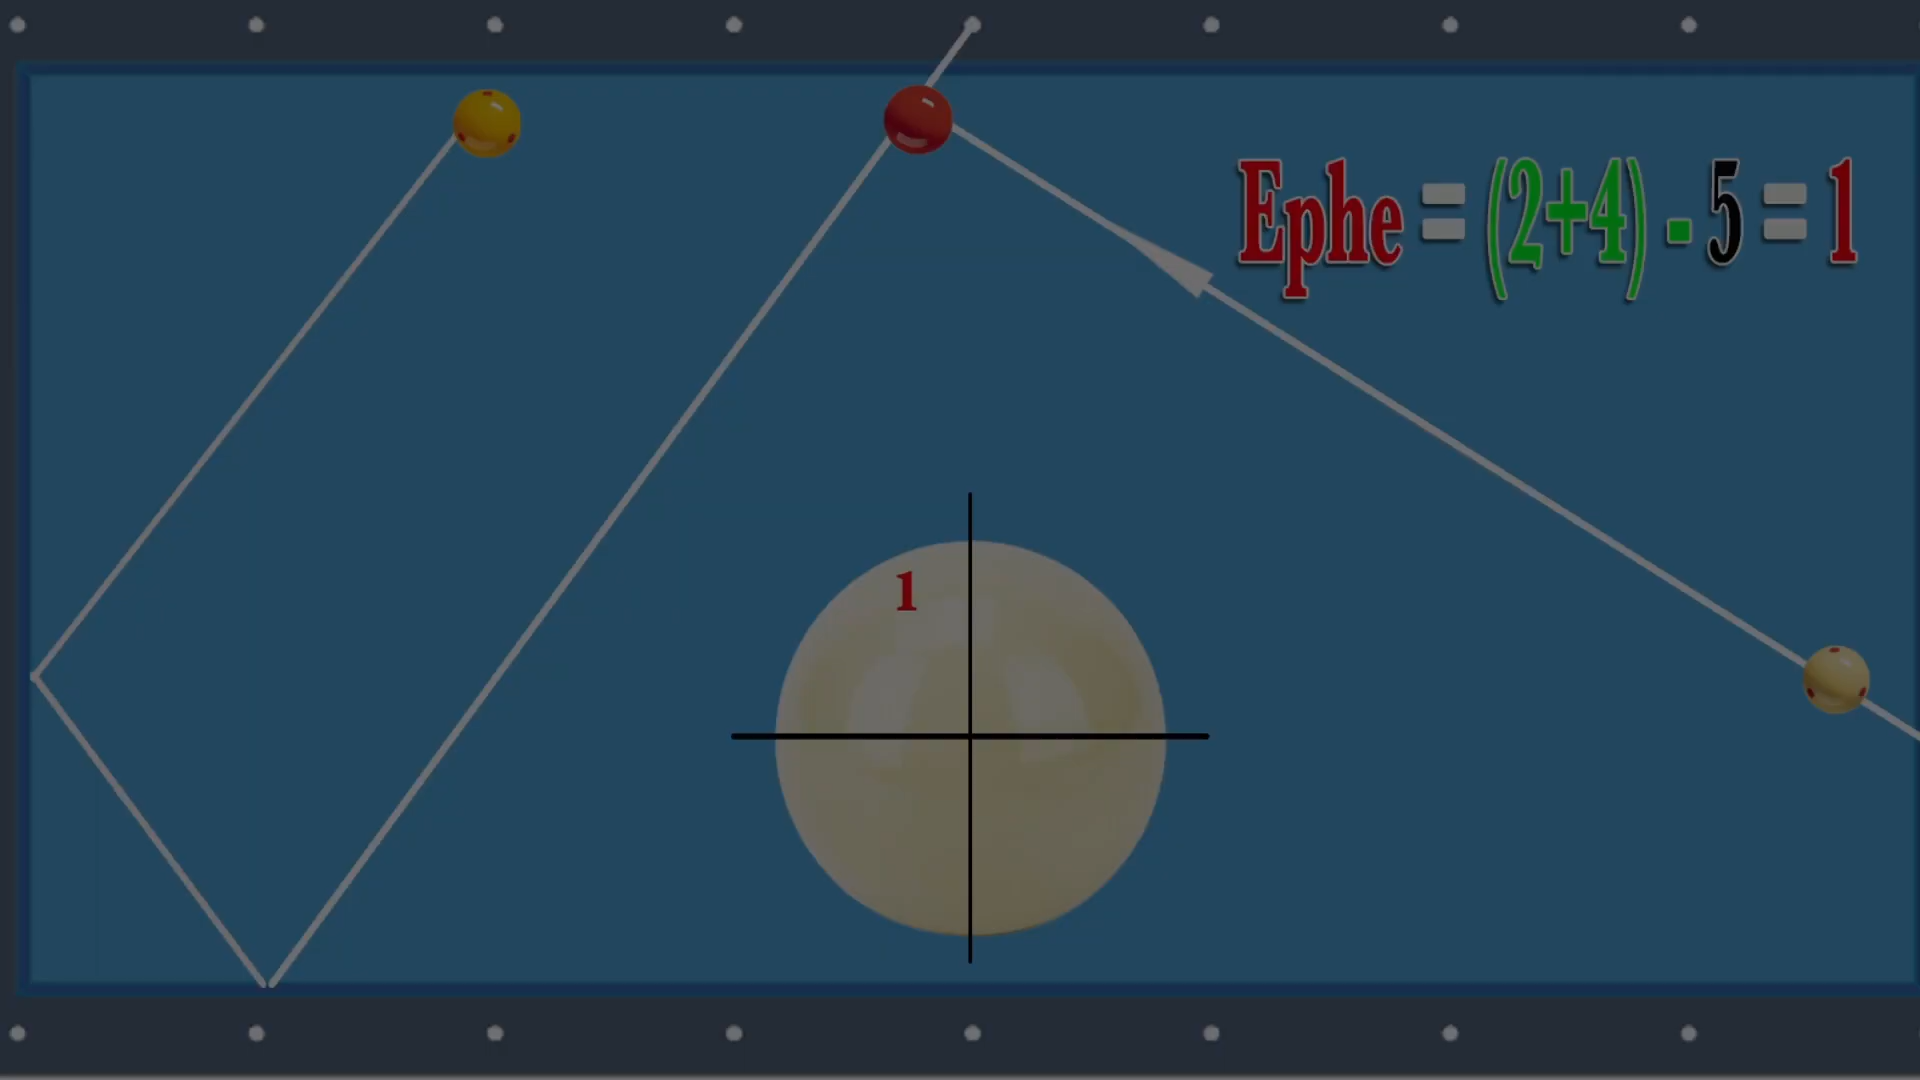 Ephe = (2+4) - 5 = 1
1